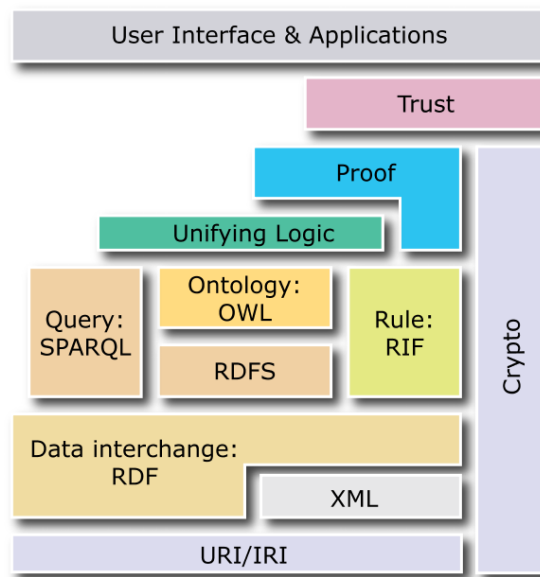 User Interface & Applications
Trust
Proof
Unifying Logic
Query:
SPARQL
Ontology:
OWL
RDFS
Rule:
RIF
Crypto
Data interchange:
RDF
XML
URI/IRI